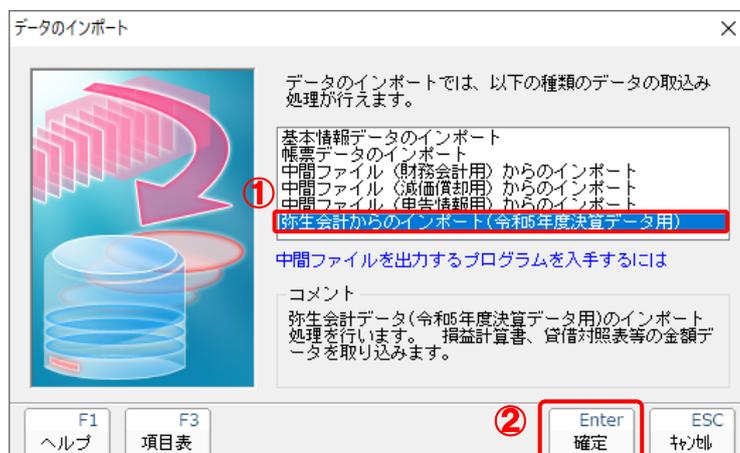 データのインポート
データのインポートでは、以下の種類のデータの取込み
処理が行えます。
基本情報データのインポート
帳票データのインポート
中間ファイル（財務会計用）からのインポート
中間ファイル（減価償却用）からのインポート
中間ファイル（申告情報用）からのインポート
①
弥生会計からのインポート(令和5年度決算データ用)
中間ファイルを出力するプログラムを入手するには
コメント
弥生会計データ(令和5年度決算データ用)のインポート
処理を行います。　損益計算書、貸借対照表等の金額デ
ータを取り込みます。
②
F1
ヘルプ
F3
項目表
Enter
確定
ESC
キャンセル